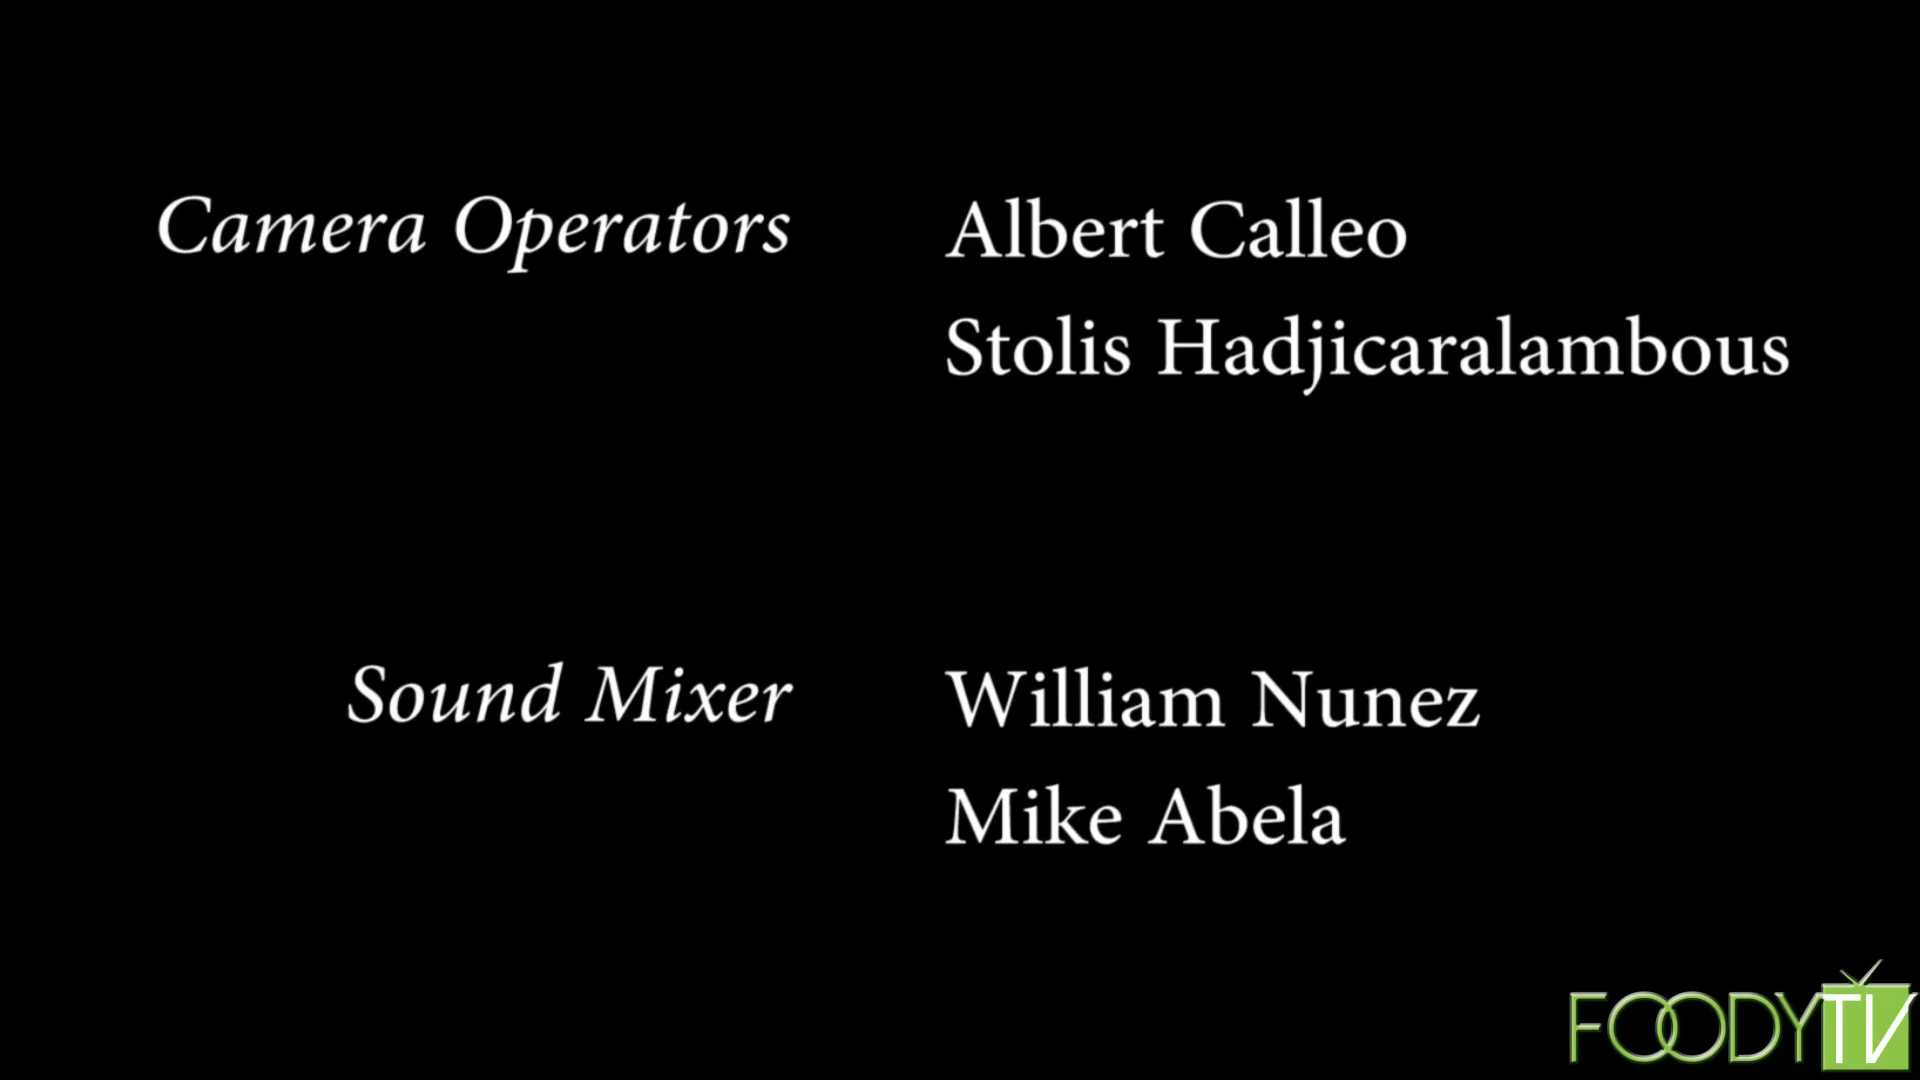 Camera Operators Albert Calleo
Stolis Hadjicaralambous
Sound Mixer William Nunez
Mike Abela
FOODYTV